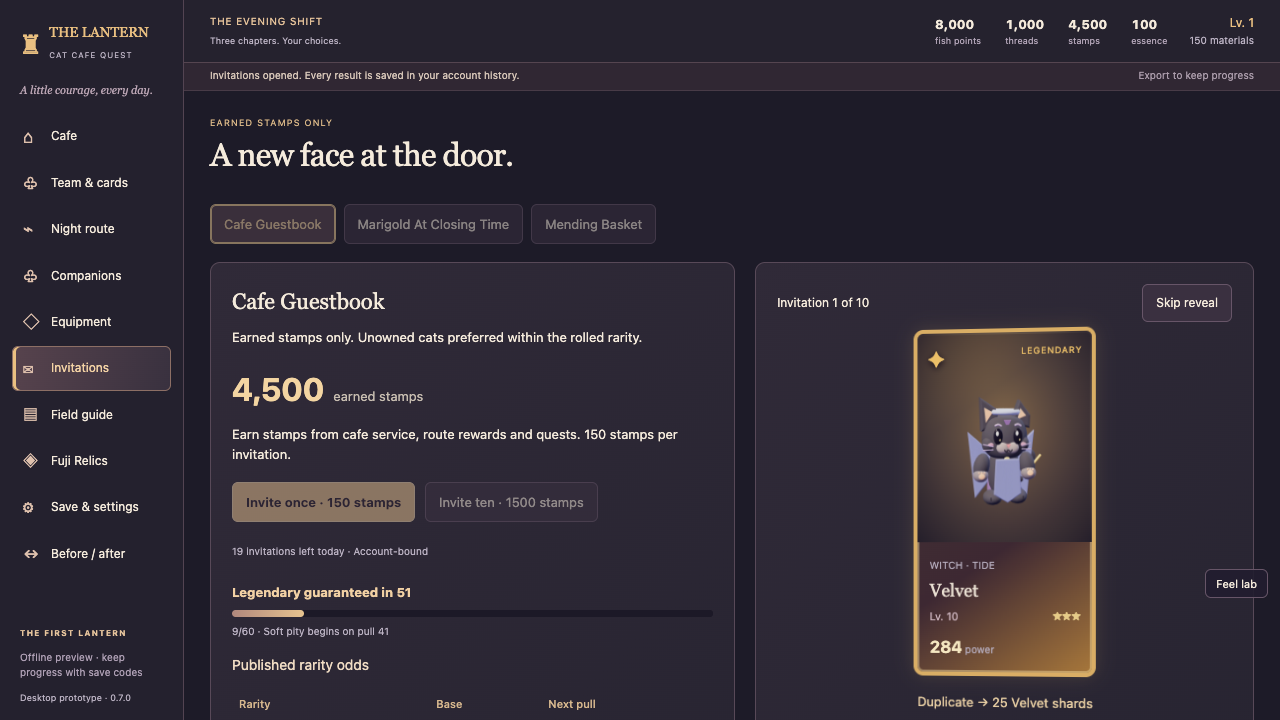 THE LANTERN
CAT CAFE QUEST
A little courage, every day.
Cafe
Team & cards
Night route
Companions
Equipment
Invitations
Field guide
Fuji Relics
Save & settings
Before / after
THE FIRST LANTERN
Offline preview · keep
progress with save codes
Desktop prototype · 0.7.0
THE EVENING SHIFT
Three chapters. Your choices.
8,000
fish points
1,000
threads
4,500
stamps
100
essence
Lv. 1
150 materials
Invitations opened. Every result is saved in your account history.
Export to keep progress
EARNED STAMPS ONLY
A new face at the door.
Cafe Guestbook
Marigold At Closing Time
Mending Basket
Cafe Guestbook
Earned stamps only. Unowned cats preferred within the rolled rarity.
4,500 earned stamps
Earn stamps from cafe service, route rewards and quests. 150 stamps per
invitation.
Invite once · 150 stamps
Invite ten · 1500 stamps
19 invitations left today · Account-bound
Legendary guaranteed in 51
9/60 · Soft pity begins on pull 41
Published rarity odds
Rarity Base Next pull
Invitation 1 of 10
Skip reveal
LEGENDARY
WITCH · TIDE
Velvet
Lv. 10
284 power
Duplicate → 25 Velvet shards
Feel lab